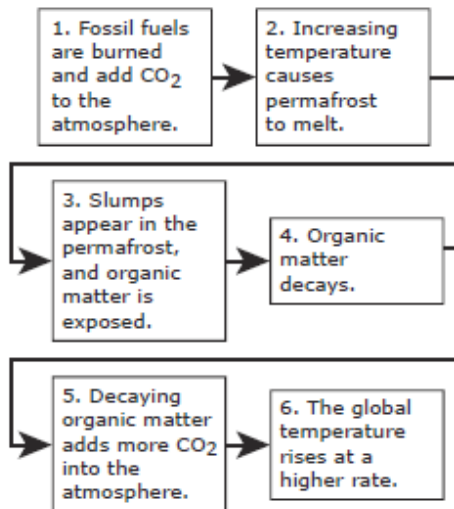 1. Fossil fuels
are burned
and add CO₂
to the
atmosphere.
2. Increasing
temperature
causes
permafrost
to melt.
3. Slumps
appear in the
permafrost,
and organic
matter is
exposed.
4. Organic
matter
decays.
5. Decaying
organic matter
adds more CO₂
into the
atmosphere.
6. The global
temperature
rises at a
higher rate.